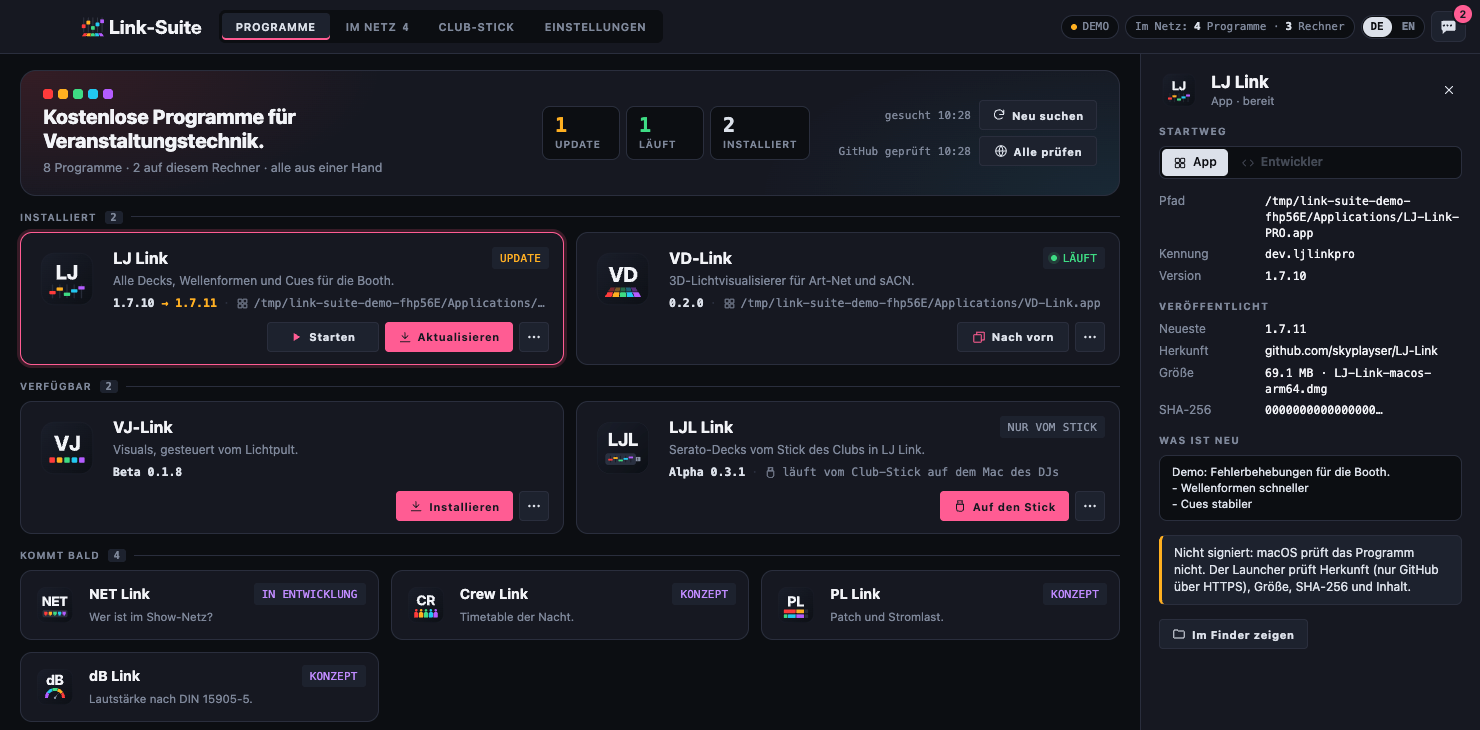 Link-Suite
PROGRAMME
IM NETZ 4
CLUB-STICK
EINSTELLUNGEN
DEMO
Im Netz: 4 Programme · 3 Rechner
DE EN
2
Kostenlose Programme für
Veranstaltungstechnik.
8 Programme · 2 auf diesem Rechner · alle aus einer Hand
1
UPDATE
1
LÄUFT
2
INSTALLIERT
gesucht 10:28
Neu suchen
GitHub geprüft 10:28
Alle prüfen
INSTALLIERT 2
LJ
LJ Link
UPDATE
Alle Decks, Wellenformen und Cues für die Booth.
1.7.10 → 1.7.11 · /tmp/link-suite-demo-fhp56E/Applications/…
Starten
Aktualisieren
···
VD
VD-Link
LÄUFT
3D-Lichtvisualisierer für Art-Net und sACN.
0.2.0 · /tmp/link-suite-demo-fhp56E/Applications/VD-Link.app
Nach vorn
···
VERFÜGBAR 2
VJ
VJ-Link
Visuals, gesteuert vom Lichtpult.
Beta 0.1.8
Installieren
···
LJL
LJL Link
NUR VOM STICK
Serato-Decks vom Stick des Clubs in LJ Link.
Alpha 0.3.1 · läuft vom Club-Stick auf dem Mac des DJs
Auf den Stick
···
KOMMT BALD 4
NET
NET Link
IN ENTWICKLUNG
Wer ist im Show-Netz?
CR
Crew Link
KONZEPT
Timetable der Nacht.
PL
PL Link
KONZEPT
Patch und Stromlast.
dB
dB Link
KONZEPT
Lautstärke nach DIN 15905-5.
LJ
LJ Link
App · bereit
STARTWEG
App
Entwickler
Pfad
/tmp/link-suite-demo-
fhp56E/Applications/LJ-Link-
PRO.app
Kennung
dev.ljlinkpro
Version
1.7.10
VERÖFFENTLICHT
Neueste
1.7.11
Herkunft
github.com/skyplayser/LJ-Link
Größe
69.1 MB · LJ-Link-macos-
arm64.dmg
SHA-256
0000000000000000…
WAS IST NEU
Demo: Fehlerbehebungen für die Booth.
- Wellenformen schneller
- Cues stabiler
Nicht signiert: macOS prüft das Programm
nicht. Der Launcher prüft Herkunft (nur GitHub
über HTTPS), Größe, SHA-256 und Inhalt.
Im Finder zeigen